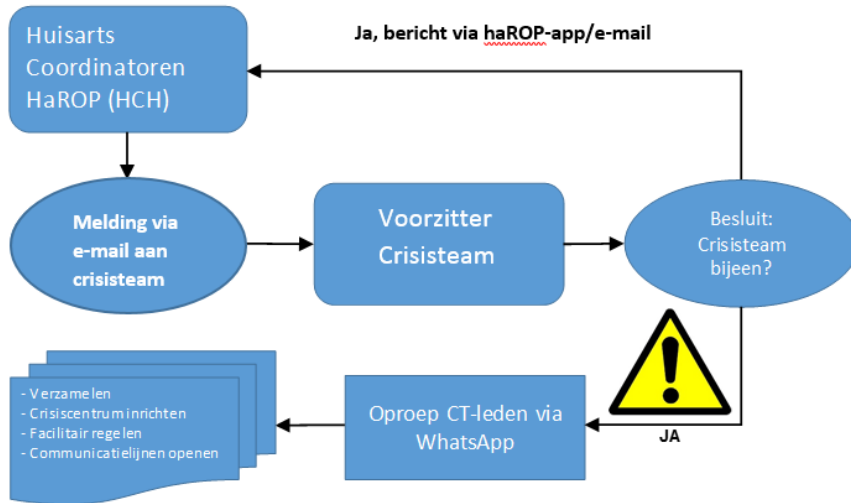 Huisarts
Coordinatoren
HaROP (HCH)
Ja, bericht via haROP-app/e-mail
Melding via
e-mail aan
crisisteam
Voorzitter
Crisisteam
Besluit:
Crisisteam
bijeen?
- Verzamelen
- Crisiscentrum inrichten
- Facilitair regelen
- Communicatielijnen openen
Oproep CT-leden via
WhatsApp
JA